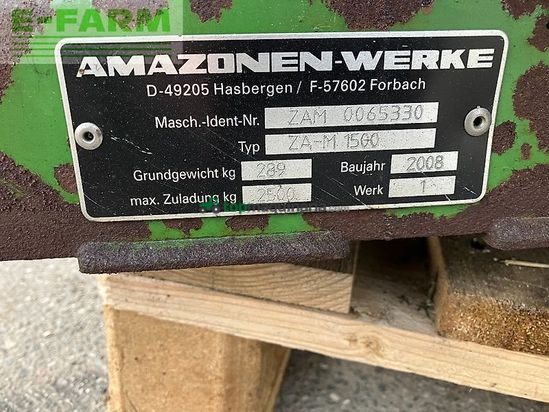 E-FARM
AMAZONEN-WERKE
D-49205 Hasbergen / F-57602 Forbach
Masch.-Ident-Nr. ZAM 0065330
Typ ZA-M 1500
Grundgewicht kg 289 Baujahr 2008
max. Zuladung kg 2500 Werk 1